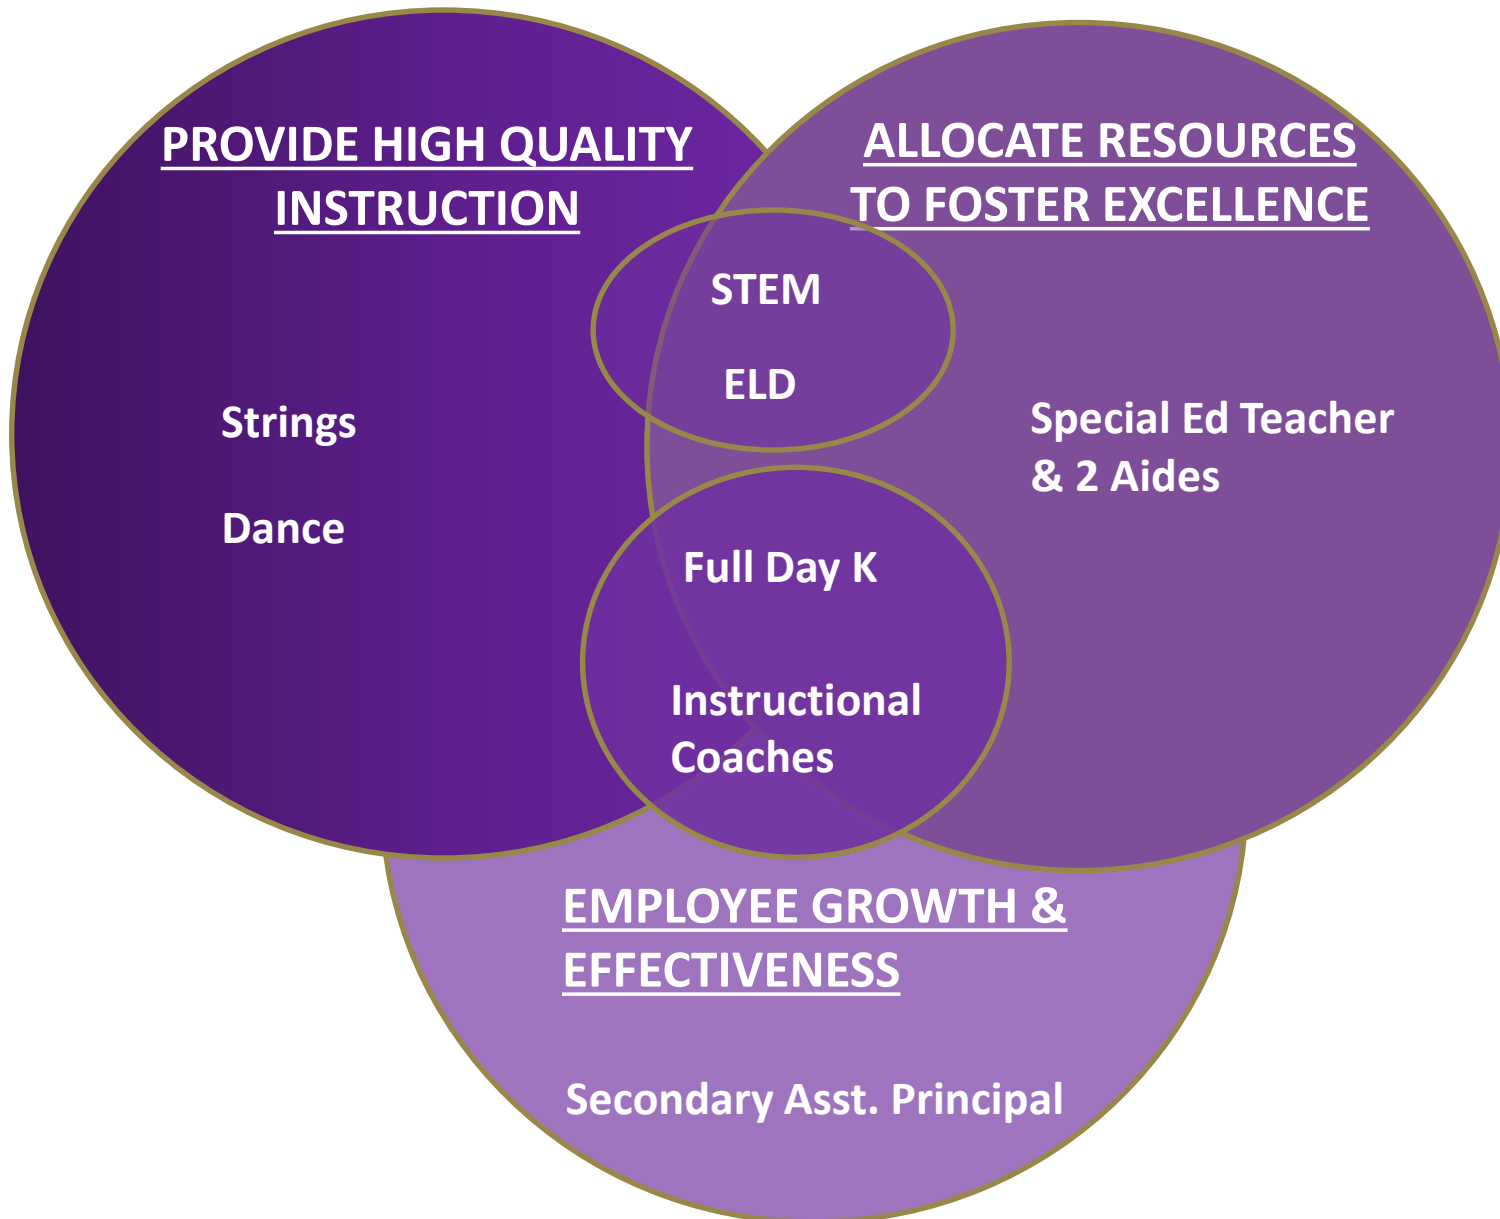 PROVIDE HIGH QUALITY
INSTRUCTION
ALLOCATE RESOURCES
TO FOSTER EXCELLENCE
STEM
ELD
Strings
Dance
Special Ed Teacher
& 2 Aides
Full Day K
Instructional
Coaches
EMPLOYEE GROWTH &
EFFECTIVENESS
Secondary Asst. Principal